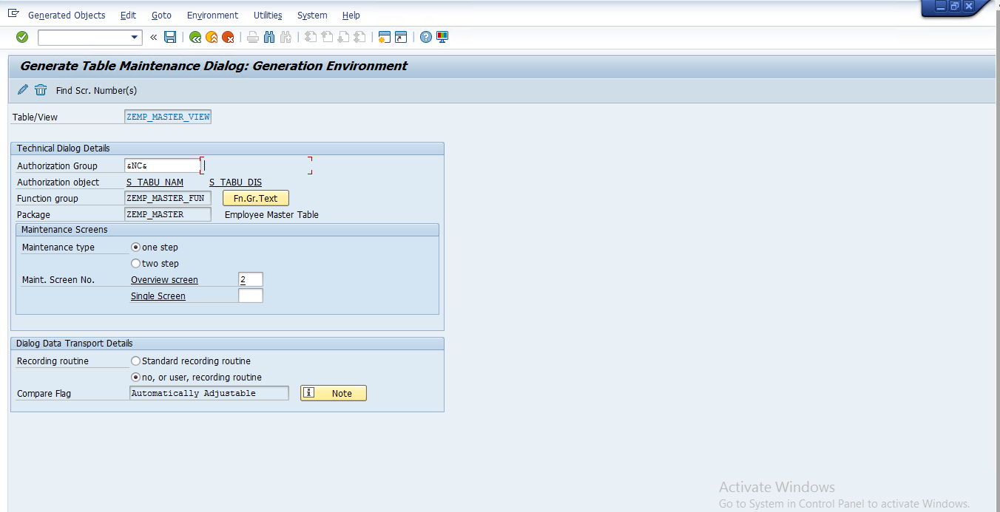 Generated Objects Edit Goto Environment Utilities System Help
Generate Table Maintenance Dialog: Generation Environment
Find Scr. Number(s)
Table/View ZEMP_MASTER_VIEW
Technical Dialog Details
Authorization Group &NC&
Authorization object S_TABU_NAM S_TABU_DIS
Function group ZEMP_MASTER_FUN Fn.Gr.Text
Package ZEMP_MASTER Employee Master Table
Maintenance Screens
Maintenance type one step
two step
Maint. Screen No. Overview screen 2
Single Screen
Dialog Data Transport Details
Recording routine Standard recording routine
no, or user, recording routine
Compare Flag Automatically Adjustable Note
Activate Windows
Go to System in Control Panel to activate Windows.